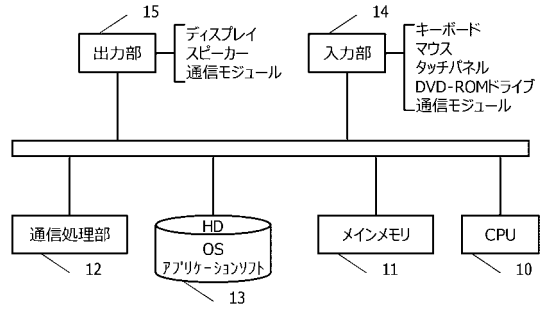 15
出力部
ディスプレイ
スピーカー
通信モジュール
14
入力部
キーボード
マウス
タッチパネル
DVD-ROMドライブ
通信モジュール
通信処理部
12
HD
OS
アプリケーションソフト
13
メインメモリ
11
CPU
10